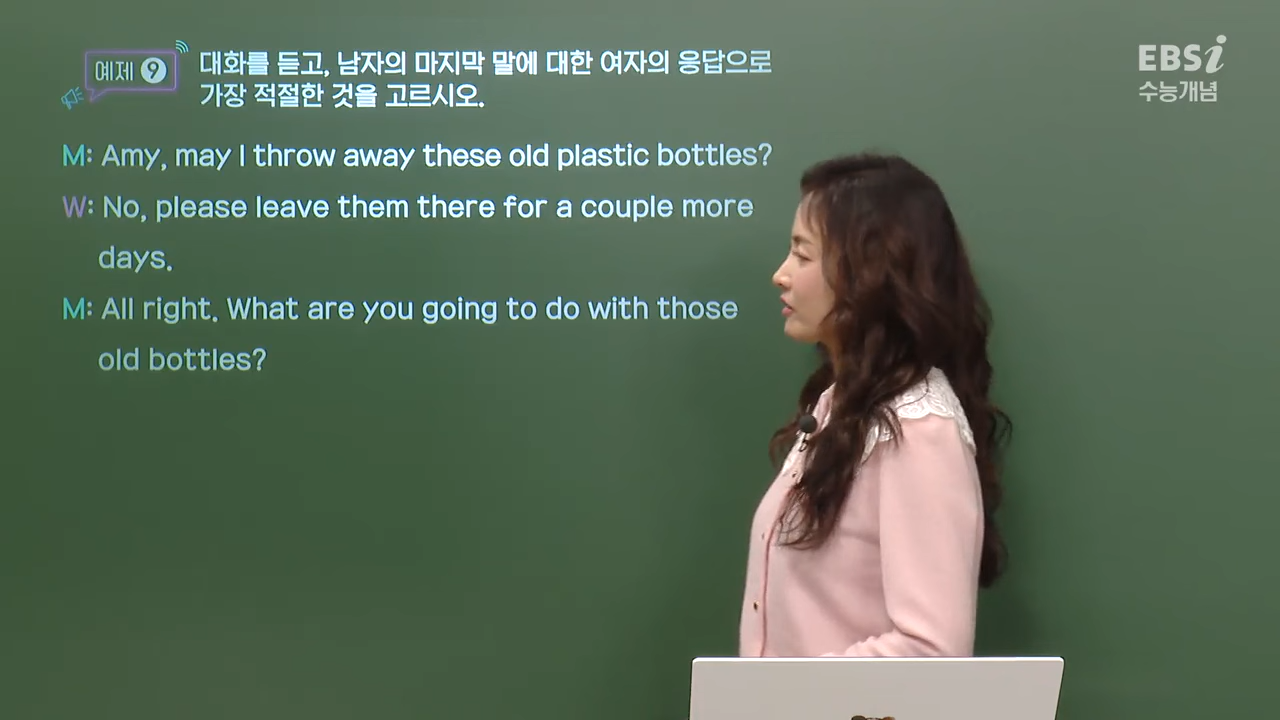 예제 9
대화를 듣고, 남자의 마지막 말에 대한 여자의 응답으로
가장 적절한 것을 고르시오.
EBSi
수능개념
M: Amy, may I throw away these old plastic bottles?
W: No, please leave them there for a couple more
days.
M: All right. What are you going to do with those
old bottles?